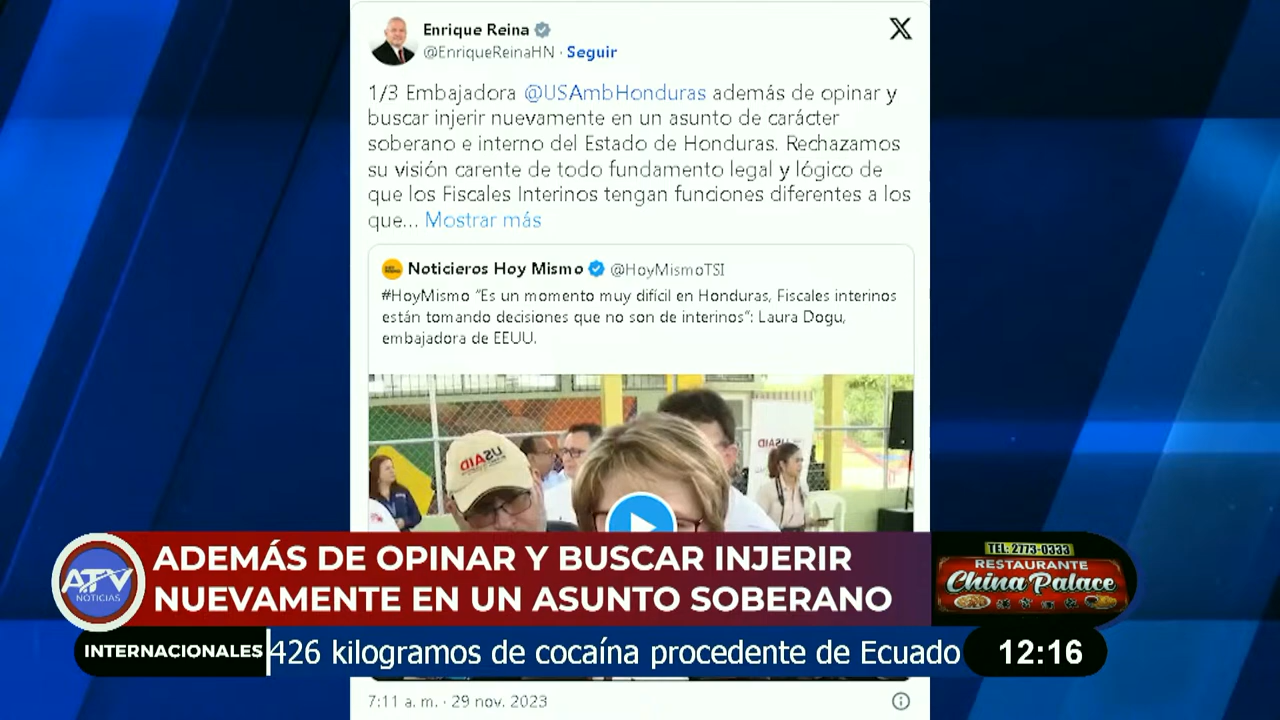 Enrique Reina
@EnriqueReinaHN · Seguir
X
1/3 Embajadora @USAmbHonduras además de opinar y
buscar injerir nuevamente en un asunto de carácter
soberano e interno del Estado de Honduras. Rechazamos
su visión carente de todo fundamento legal y lógico de
que los Fiscales Interinos tengan funciones diferentes a los
que... Mostrar más
Noticieros Hoy Mismo @HoyMismoTSI
#HoyMismo "Es un momento muy difícil en Honduras, Fiscales interinos
están tomando decisiones que no son de interinos": Laura Dogu,
embajadora de EEUU.
USAID
USAID
ATV
NOTICIAS
ADEMÁS DE OPINAR Y BUSCAR INJERIR
NUEVAMENTE EN UN ASUNTO SOBERANO
TEL: 2773-0333
RESTAURANTE
China Palace
INTERNACIONALES
426 kilogramos de cocaína procedente de Ecuado
12:16
7:11 a. m. · 29 nov. 2023